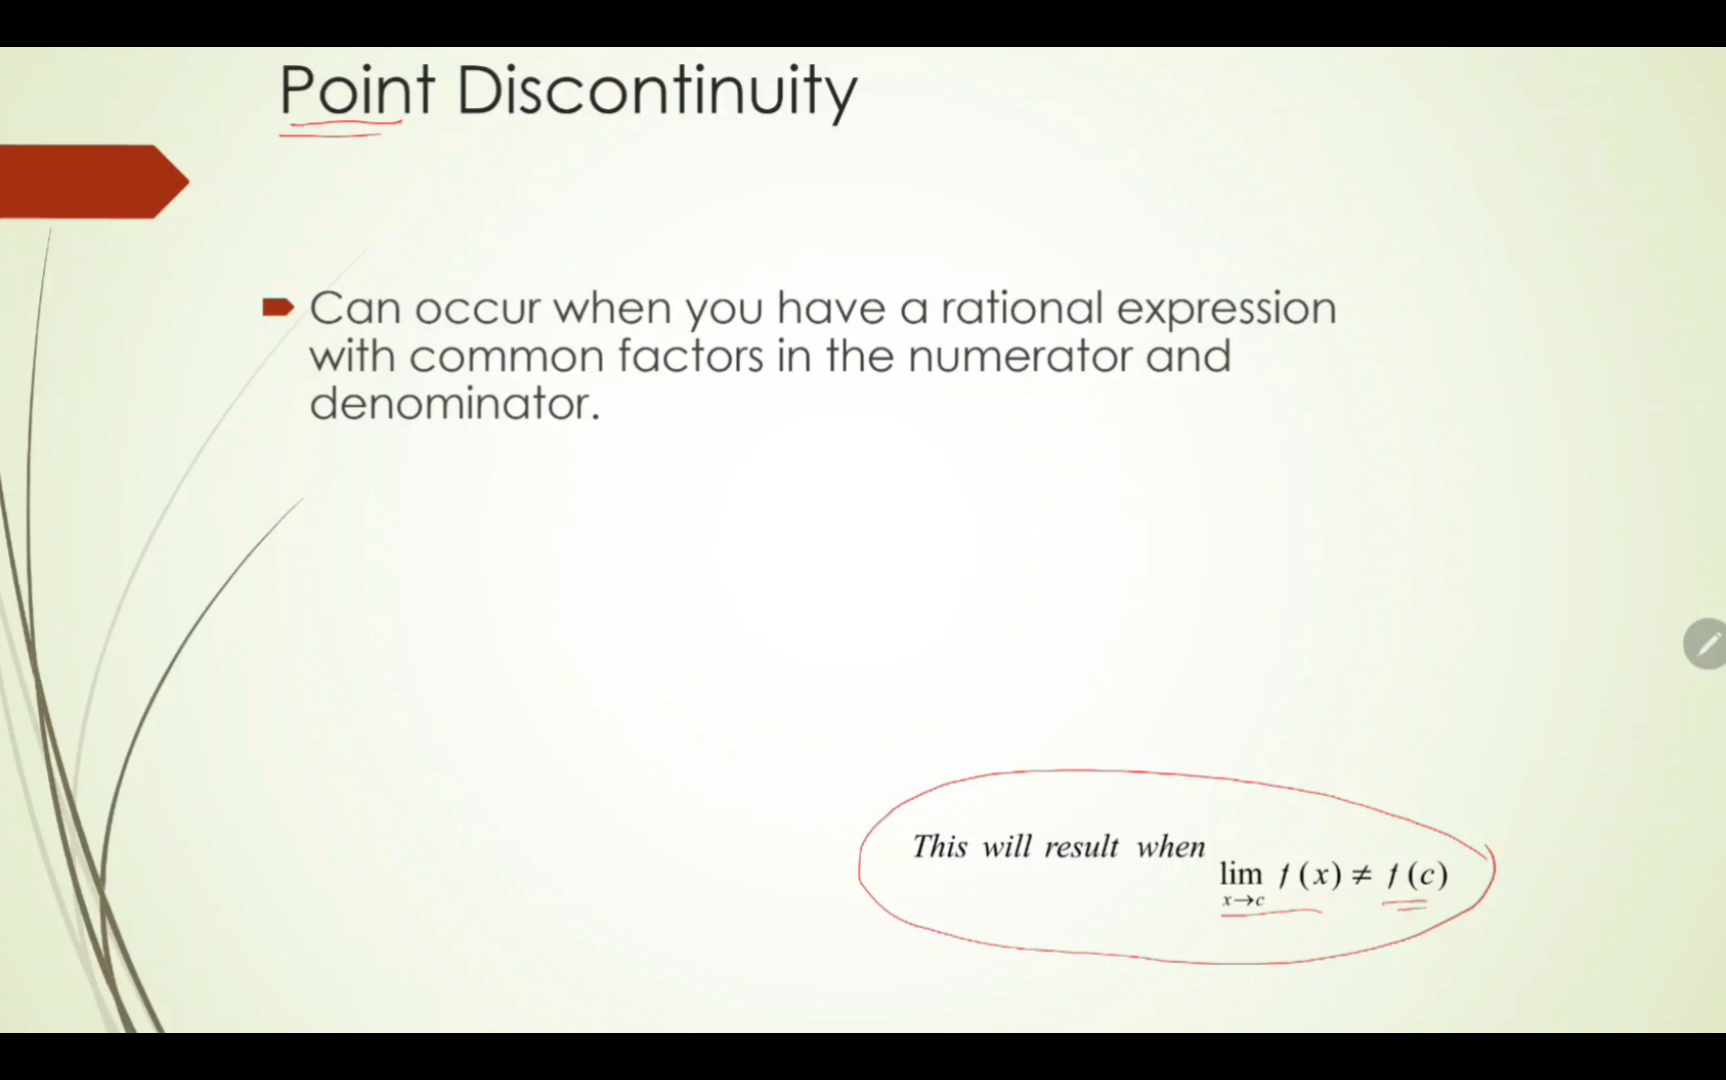 Point Discontinuity
Can occur when you have a rational expression
with common factors in the numerator and
denominator.
This will result when
lim f (x) ≠ f (c)
x→c